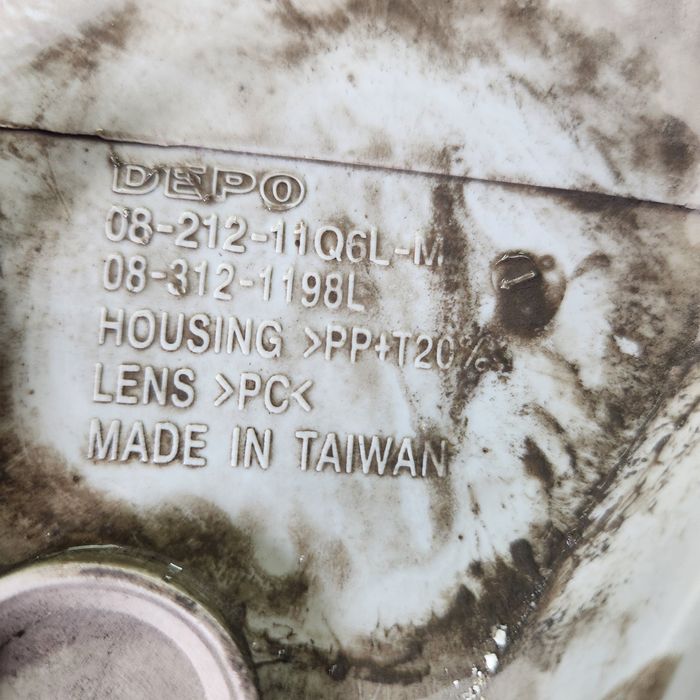 DEPO
08-212-11Q6L-M
08-312-1198L
HOUSING >PP+T20%
LENS >PC<
MADE IN TAIWAN